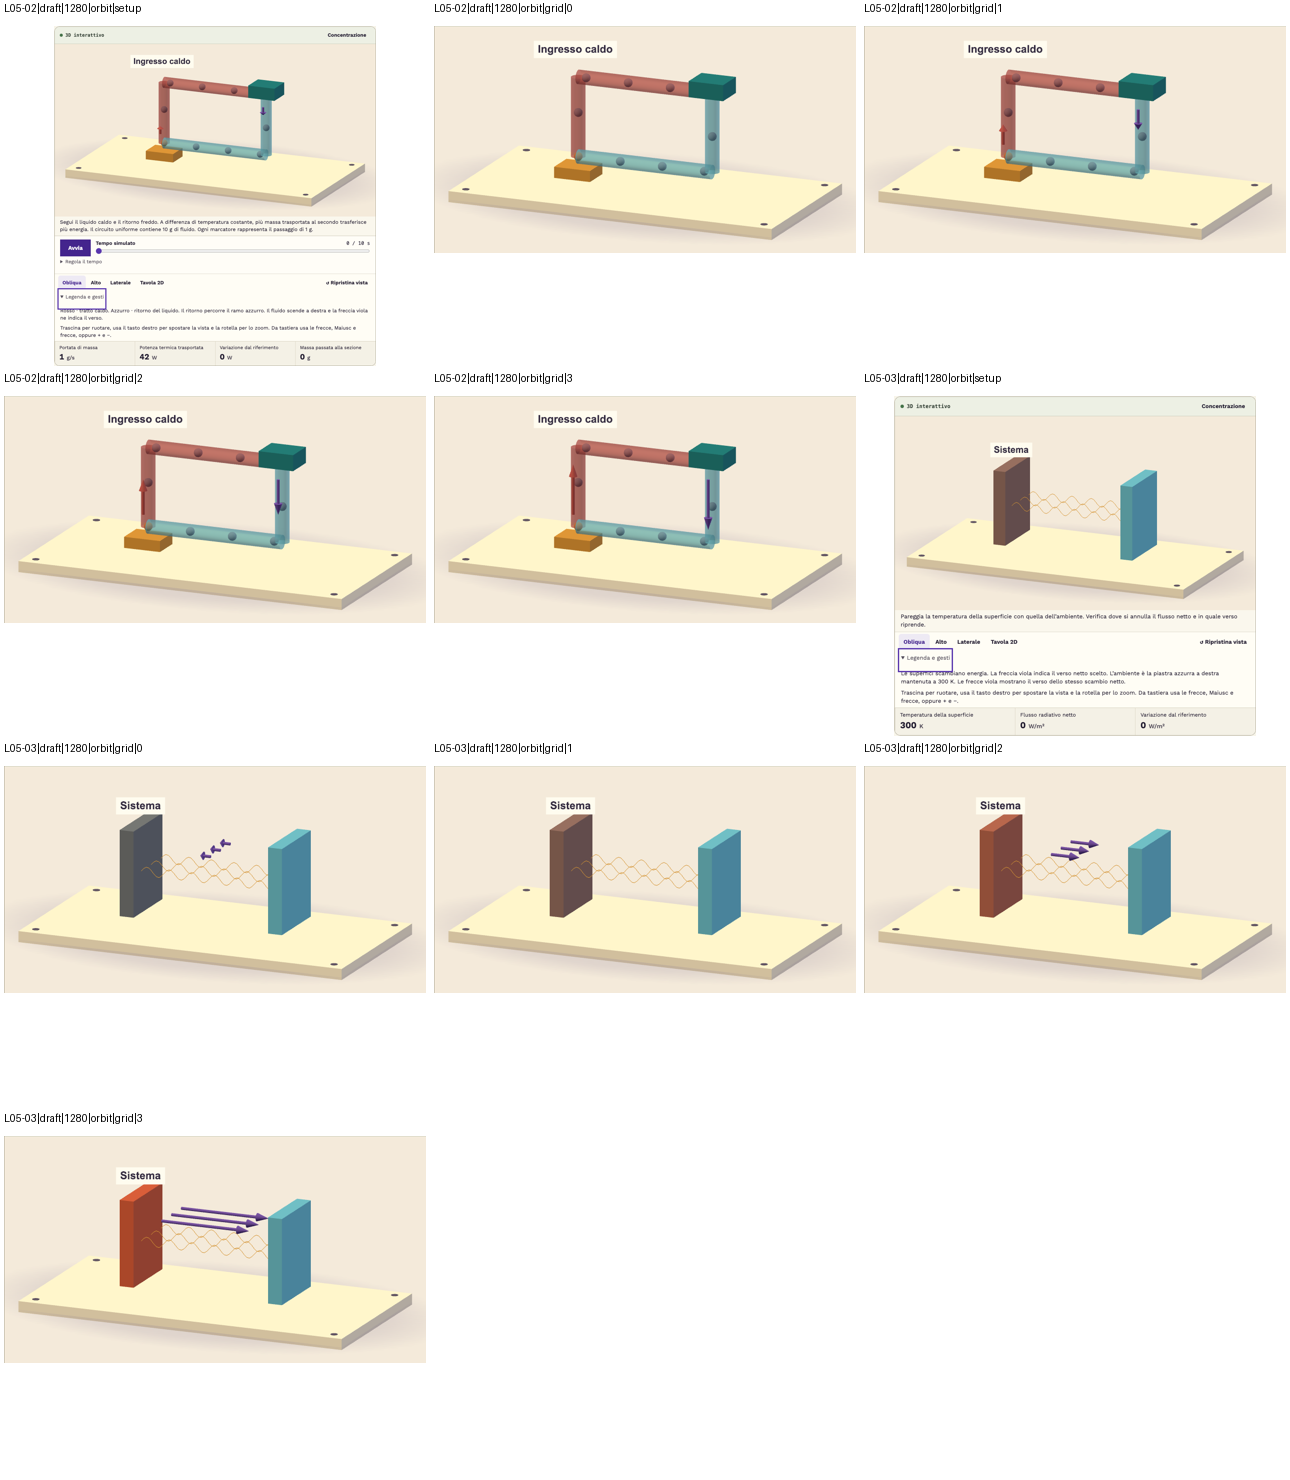 L05-02|draft|1280|orbit|setup
3D interattivo
Concentrazione
Ingresso caldo
Segui il liquido caldo e il ritorno freddo. A differenza di temperatura costante, più massa trasportata al secondo trasferisce
più energia. Il circuito uniforme contiene 10 g di fluido. Ogni marcatore rappresenta il passaggio di 1 g.
Avvia
Tempo simulato
0 / 10 s
▸ Regola il tempo
Obliqua
Alto
Laterale
Tavola 2D
↺ Ripristina vista
▾ Legenda e gesti
Rosso · tratto caldo. Azzurro · ritorno del liquido. Il ritorno percorre il ramo azzurro. Il fluido scende a destra e la freccia viola
ne indica il verso.
Trascina per ruotare, usa il tasto destro per spostare la vista e la rotella per lo zoom. Da tastiera usa le frecce, Maiusc e
frecce, oppure + e −.
Portata di massa
1 g/s
Potenza termica trasportata
42 W
Variazione dal riferimento
0 W
Massa passata alla sezione
0 g
L05-02|draft|1280|orbit|grid|0
Ingresso caldo
L05-02|draft|1280|orbit|grid|1
Ingresso caldo
L05-02|draft|1280|orbit|grid|2
Ingresso caldo
L05-02|draft|1280|orbit|grid|3
Ingresso caldo
L05-03|draft|1280|orbit|setup
3D interattivo
Concentrazione
Sistema
Pareggia la temperatura della superficie con quella dell'ambiente. Verifica dove si annulla il flusso netto e in quale verso
riprende.
Obliqua
Alto
Laterale
Tavola 2D
↺ Ripristina vista
▾ Legenda e gesti
Le superfici scambiano energia. La freccia viola indica il verso netto scelto. L'ambiente è la piastra azzurra a destra
mantenuta a 300 K. Le frecce viola mostrano il verso dello stesso scambio netto.
Trascina per ruotare, usa il tasto destro per spostare la vista e la rotella per lo zoom. Da tastiera usa le frecce, Maiusc e
frecce, oppure + e −.
Temperatura della superficie
300 K
Flusso radiativo netto
0 W/m²
Variazione dal riferimento
0 W/m²
L05-03|draft|1280|orbit|grid|0
Sistema
L05-03|draft|1280|orbit|grid|1
Sistema
L05-03|draft|1280|orbit|grid|2
Sistema
L05-03|draft|1280|orbit|grid|3
Sistema